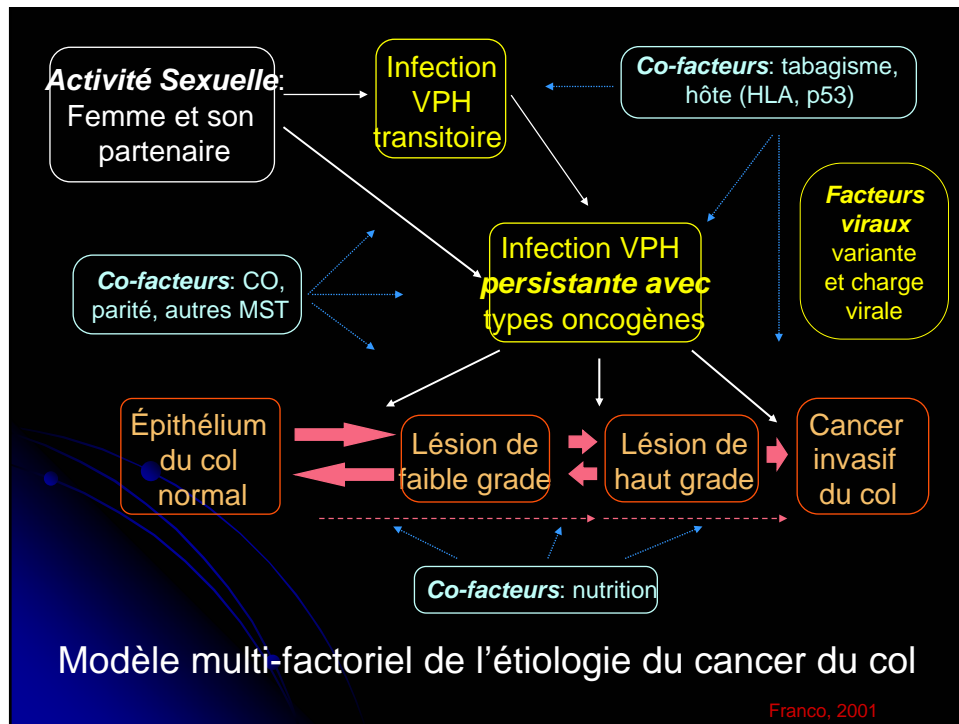 Activité Sexuelle:
Femme et son
partenaire
Infection
VPH
transitoire
Co-facteurs: tabagisme,
hôte (HLA, p53)
Facteurs
viraux
variante
et charge
virale
Infection VPH
persistante avec
types oncogènes
Co-facteurs: CO,
parité, autres MST
Épithélium
du col
normal
Lésion de
faible grade
Lésion de
haut grade
Cancer
invasif
du col
Co-facteurs: nutrition
Modèle multi-factoriel de l’étiologie du cancer du col
Franco, 2001